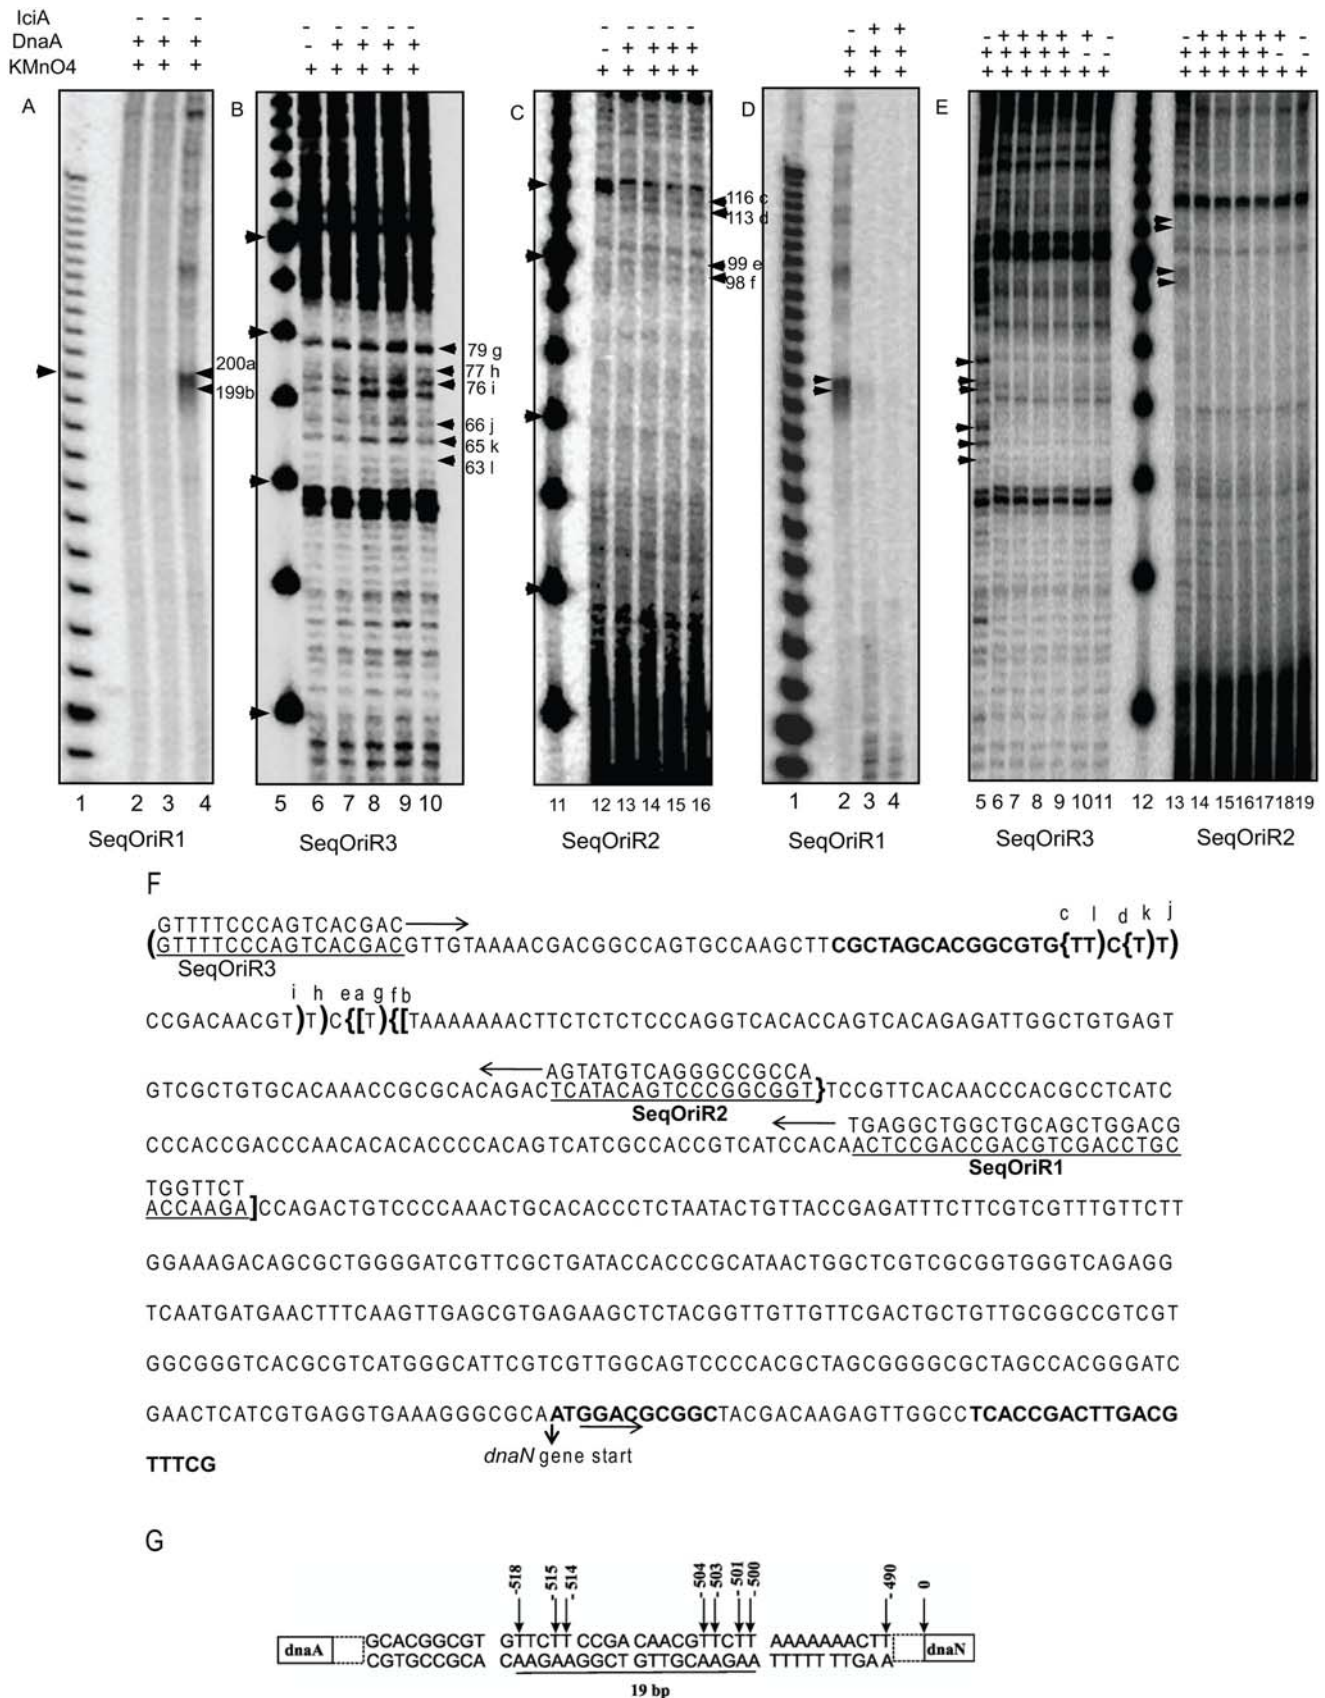 IciA - - -
DnaA + + +
KMnO4 + + +
- - - - -
- + + + +
+ + + + +
- - - - -
- + + + +
+ + + + +
- + +
+ + +
+ + +
- + + + + + -
+ + + + + - -
+ + + + + + +
- + + + + + -
+ + + + + - -
+ + + + + + +
A
B
C
D
E
200a
199b
79 g
77 h
76 i
66 j
65 k
63 l
116 c
113 d
99 e
98 f
1 2 3 4
5 6 7 8 9 10
11 12 13 14 15 16
1 2 3 4
5 6 7 8 9 10 11 12 13 14 15 16 17 18 19
SeqOriR1
SeqOriR3
SeqOriR2
SeqOriR1
SeqOriR3
SeqOriR2
F
c l d k j
GTTTTCCCAGTCACGAC
(GTTTTCCCAGTCACGACGTTGTAAAACGACGGCCAGTGCCAAGCTTCGCTAGCACGGCGTG{TT)C{T)T)
SeqOriR3
i h e a g f b
CCGACAACGT)T)C{[T){[TAAAAAAACTTCTCTCTCCCAGGTCACACCAGTCACAGAGATTGGCTGTGAGT
AGTATGTCAGGGCCGCCA
GTCGCTGTGCACAAACCGCGCACAGACTCATACAGTCCCGGCGGT}TCCGTTCACAACCCACGCCTCATC
SeqOriR2
TGAGGCTGGCTGCAGCTGGACG
CCCACCGACCCAACACACACCCCACAGTCATCGCCACCGTCATCCACAACTCCGACCGACGTCGACCTGC
SeqOriR1
TGGTTCT
ACCAAGA]CCAGACTGTCCCCAAACTGCACACCCTCTAATACTGTTACCGAGATTTCTTCGTCGTTTGTTCTT
GGAAAGACAGCGCTGGGGATCGTTCGCTGATACCACCCGCATAACTGGCTCGTCGCGGTGGGTCAGAGG
TCAATGATGAACTTTCAAGTTGAGCGTGAGAAGCTCTACGGTTGTTGTTCGACTGCTGTTGCGGCCGTCGT
GGCGGGTCACGCGTCATGGGCATTCGTCGTTGGCAGTCCCCACGCTAGCGGGGCGCTAGCCACGGGATC
GAACTCATCGTGAGGTGAAAGGGCGCAATGGACGCGGCTACGACAAGAGTTGGCCTCACCGACTTGACG
dnaN gene start
TTTCG
G
-518 -515 -514 -504 -503 -501 -500 -490 0
dnaA GCACGGCGT GTTCTT CCGA CAACGTTCTT AAAAAAACTT dnaN
CGTGCCGCA CAAGAAGGCT GTTGCAAGAA TTTTT TTGAA
19 bp